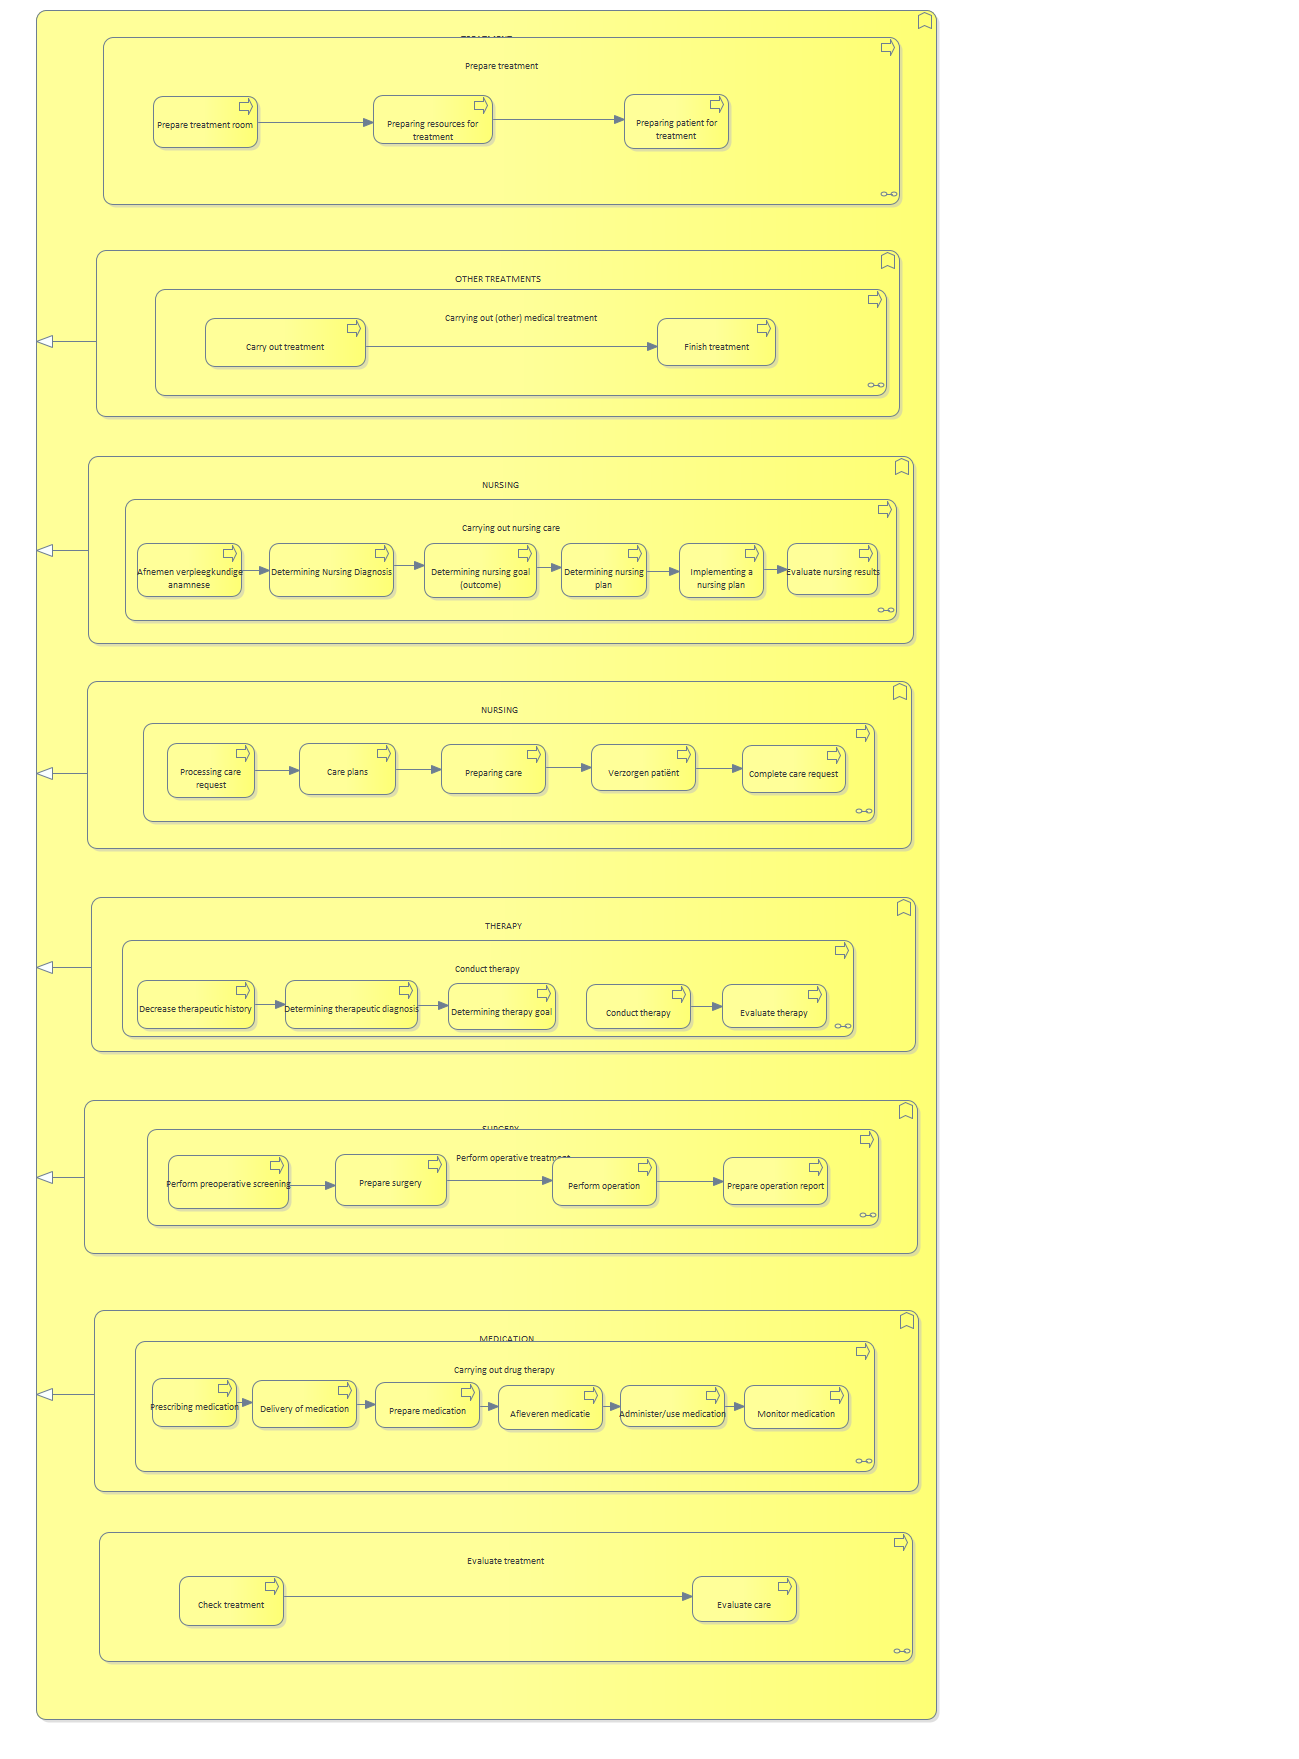 Prepare treatment
Prepare treatment room
Preparing resources for
treatment
Preparing patient for
treatment
OTHER TREATMENTS
Carrying out (other) medical treatment
Carry out treatment
Finish treatment
NURSING
Carrying out nursing care
Afnemen verpleegkundige
anamnese
Determining Nursing Diagnosis
Determining nursing goal
(outcome)
Determining nursing
plan
Implementing a
nursing plan
Evaluate nursing results
NURSING
Processing care
request
Care plans
Preparing care
Verzorgen patiënt
Complete care request
THERAPY
Conduct therapy
Decrease therapeutic history
Determining therapeutic diagnosis
Determining therapy goal
Conduct therapy
Evaluate therapy
SURGERY
Perform operative treatment
Perform preoperative screening
Prepare surgery
Perform operation
Prepare operation report
MEDICATION
Carrying out drug therapy
Prescribing medication
Delivery of medication
Prepare medication
Afleveren medicatie
Administer/use medication
Monitor medication
Evaluate treatment
Check treatment
Evaluate care